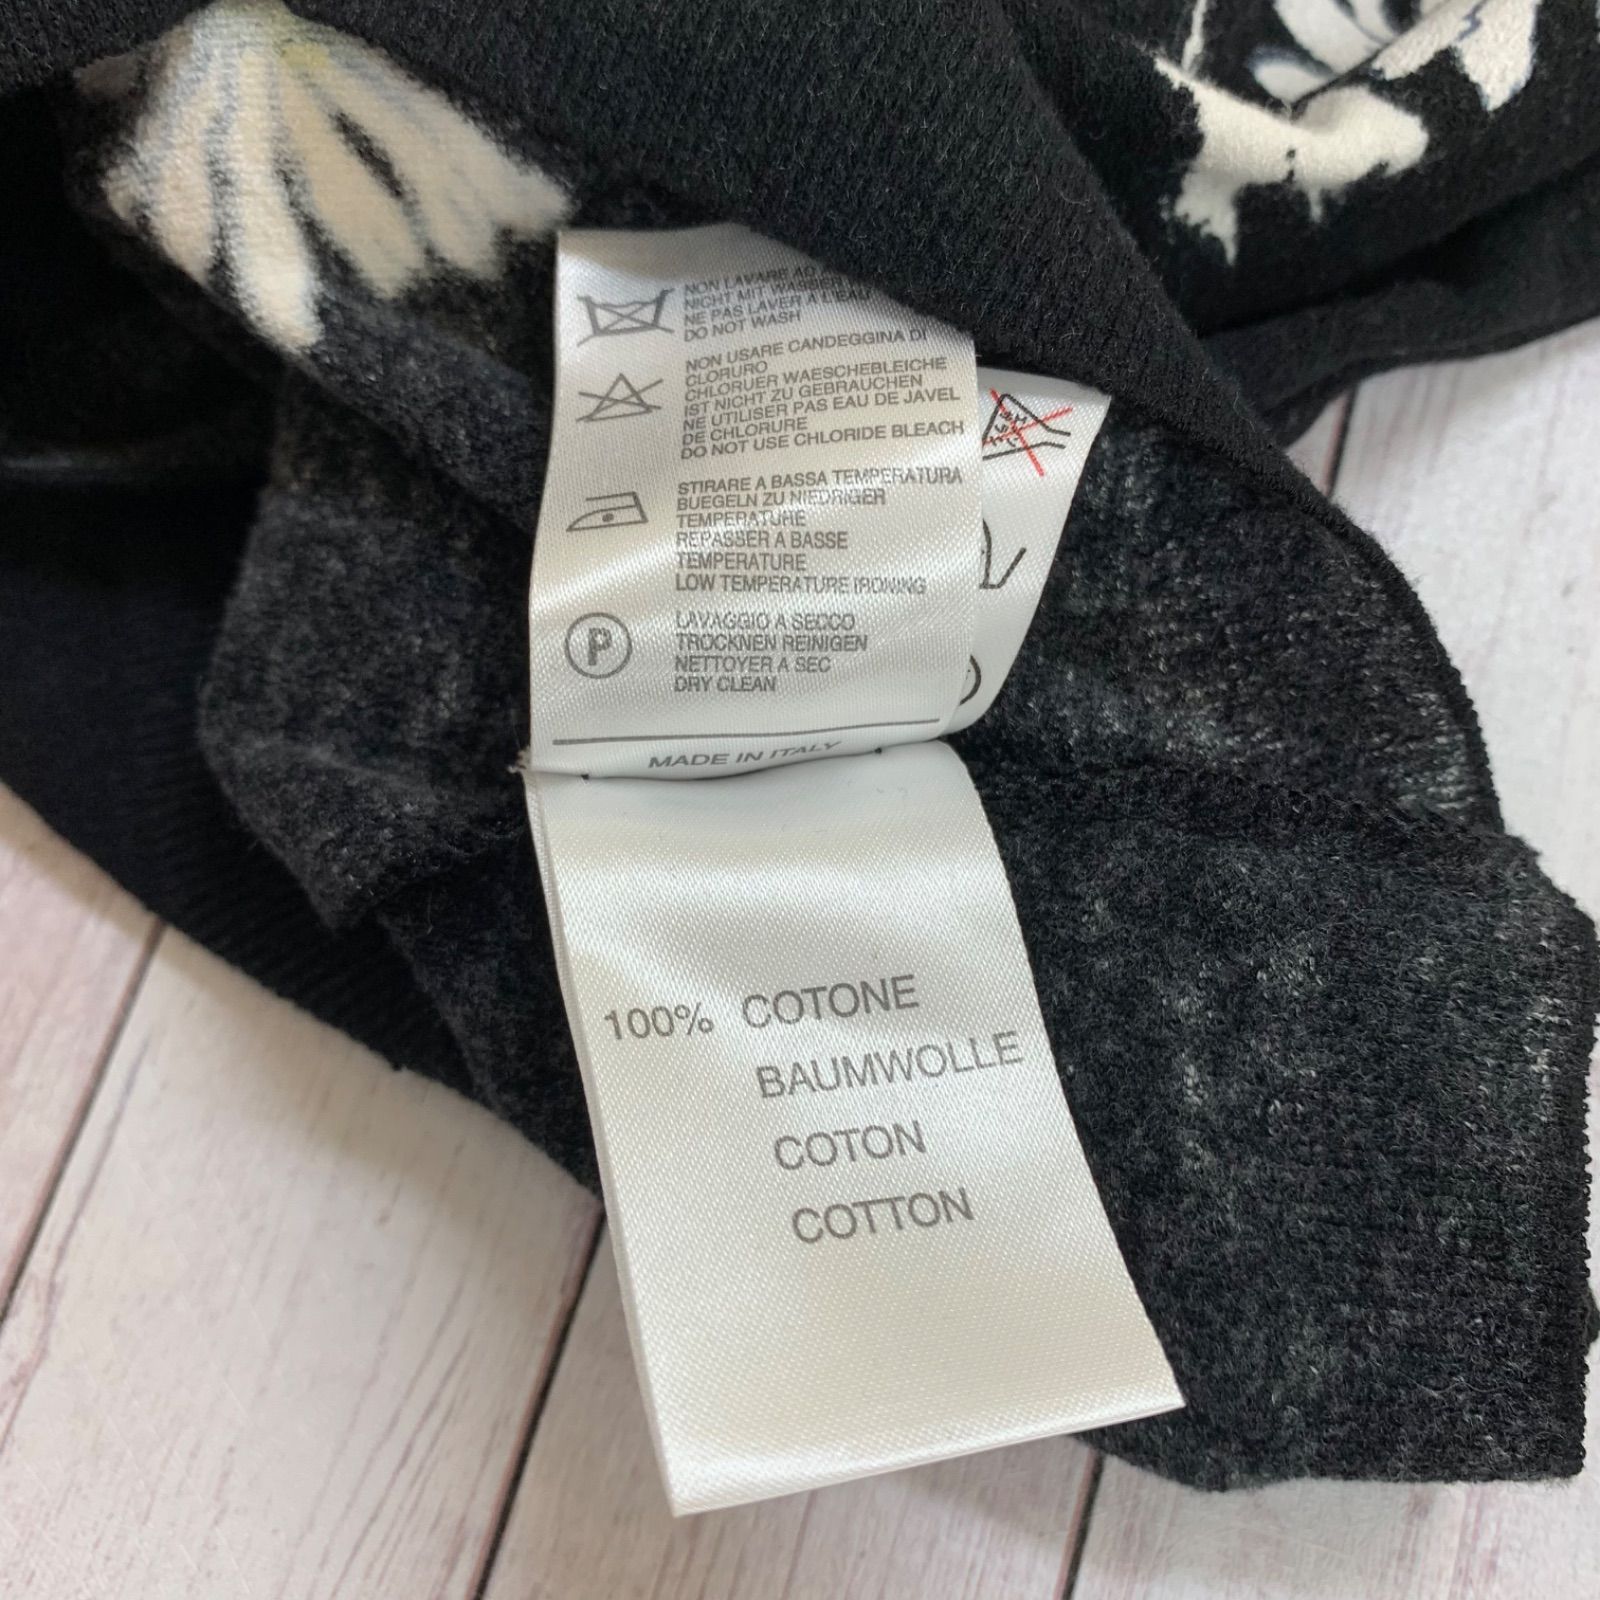 NON LAVARE AD
NICHT MIT WASSER
NE PAS LAVER A L'EAU
DO NOT WASH
NON USARE CANDEGGINA DI
CLORURO
CHLORUER WAESCHEBLEICHE
IST NICHT ZU GEBRAUCHEN
NE UTILISER PAS EAU DE JAVEL
DE CHLORURE
DO NOT USE CHLORIDE BLEACH
STIRARE A BASSA TEMPERATURA
BUEGELN ZU NIEDRIGER
TEMPERATURE
REPASSER A BASSE
TEMPERATURE
LOW TEMPERATURE IRONING
P
LAVAGGIO A SECCO
TROCKNEN REINIGEN
NETTOYER A SEC
DRY CLEAN
MADE IN ITALY
100% COTONE
BAUMWOLLE
COTON
COTTON